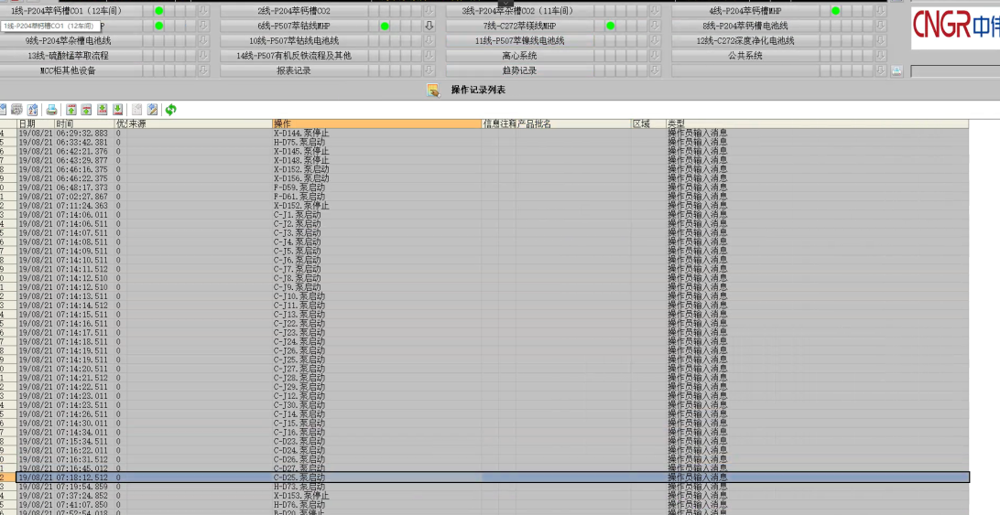 1线-P204萃钙槽CO1（12车间） 2线-P204萃钙槽CO2 3线-P204萃杂槽CO2（11车间） 4线-P204萃钙槽MHP
1线-P204萃钙槽CO1（12车间） P 6线-P507萃钴线MHP 7线-C272萃镁线MHP 8线-P204萃钙槽电池线
9线-P204萃杂槽电池线 10线-P507萃钴线电池线 11线-P507萃镍线电池线 12线-C272深度净化电池线
13线-硫酸锰萃取流程 14线-P507有机反铁流程及其他 离心系统 公共系统
MCC柜其他设备 报表记录 趋势记录
CNGR中伟
操作记录列表
日期 时间 优 来源 操作 信息注释 产品批名 区域 类型
4 19/08/21 06:29:32.883 0 X-D144.泵停止 操作员输入消息
5 19/08/21 06:33:42.381 0 H-D75.泵启动 操作员输入消息
6 19/08/21 06:42:21.376 0 X-D145.泵停止 操作员输入消息
7 19/08/21 06:43:29.877 0 X-D148.泵停止 操作员输入消息
8 19/08/21 06:46:16.375 0 X-D152.泵启动 操作员输入消息
9 19/08/21 06:46:22.375 0 X-D156.泵启动 操作员输入消息
0 19/08/21 06:48:17.373 0 F-D59.泵启动 操作员输入消息
1 19/08/21 07:02:27.867 0 F-D61.泵启动 操作员输入消息
2 19/08/21 07:11:24.363 0 X-D152.泵停止 操作员输入消息
3 19/08/21 07:14:06.011 0 C-J1.泵启动 操作员输入消息
4 19/08/21 07:14:06.511 0 C-J2.泵启动 操作员输入消息
5 19/08/21 07:14:07.511 0 C-J3.泵启动 操作员输入消息
6 19/08/21 07:14:08.511 0 C-J4.泵启动 操作员输入消息
7 19/08/21 07:14:09.511 0 C-J5.泵启动 操作员输入消息
8 19/08/21 07:14:10.511 0 C-J6.泵启动 操作员输入消息
9 19/08/21 07:14:11.512 0 C-J7.泵启动 操作员输入消息
0 19/08/21 07:14:12.510 0 C-J8.泵启动 操作员输入消息
1 19/08/21 07:14:12.510 0 C-J9.泵启动 操作员输入消息
2 19/08/21 07:14:13.511 0 C-J10.泵启动 操作员输入消息
3 19/08/21 07:14:14.512 0 C-J11.泵启动 操作员输入消息
4 19/08/21 07:14:15.511 0 C-J13.泵启动 操作员输入消息
5 19/08/21 07:14:16.511 0 C-J22.泵启动 操作员输入消息
6 19/08/21 07:14:17.511 0 C-J23.泵启动 操作员输入消息
7 19/08/21 07:14:18.511 0 C-J24.泵启动 操作员输入消息
8 19/08/21 07:14:19.511 0 C-J26.泵启动 操作员输入消息
9 19/08/21 07:14:19.511 0 C-J25.泵启动 操作员输入消息
0 19/08/21 07:14:20.511 0 C-J27.泵启动 操作员输入消息
1 19/08/21 07:14:21.512 0 C-J28.泵启动 操作员输入消息
2 19/08/21 07:14:22.511 0 C-J29.泵启动 操作员输入消息
3 19/08/21 07:14:23.011 0 C-J12.泵启动 操作员输入消息
4 19/08/21 07:14:23.511 0 C-J30.泵启动 操作员输入消息
5 19/08/21 07:14:26.511 0 C-J14.泵启动 操作员输入消息
6 19/08/21 07:14:30.011 0 C-J15.泵启动 操作员输入消息
7 19/08/21 07:14:34.011 0 C-J16.泵启动 操作员输入消息
8 19/08/21 07:15:34.511 0 C-D23.泵启动 操作员输入消息
9 19/08/21 07:16:22.011 0 C-D24.泵启动 操作员输入消息
0 19/08/21 07:16:31.512 0 C-D26.泵启动 操作员输入消息
1 19/08/21 07:16:45.012 0 C-D27.泵启动 操作员输入消息
2 19/08/21 07:18:12.512 0 C-D25.泵启动 操作员输入消息
3 19/08/21 07:19:54.859 0 H-D73.泵启动 操作员输入消息
4 19/08/21 07:37:24.852 0 X-D153.泵停止 操作员输入消息
5 19/08/21 07:41:07.850 0 H-D76.泵启动 操作员输入消息
6 19/08/21 07:52:54.018 0 B-D20.泵停止 操作员输入消息